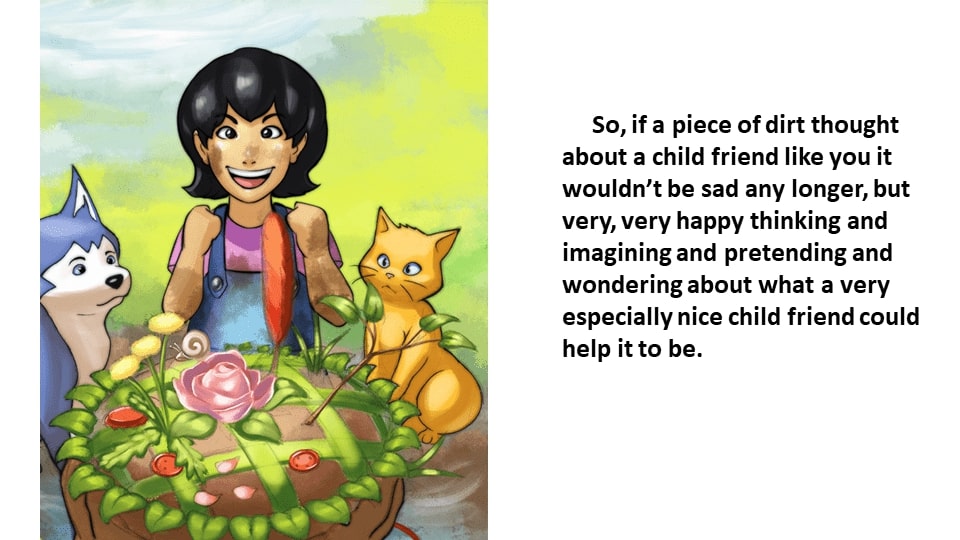 So, if a piece of dirt thought
about a child friend like you it
wouldn’t be sad any longer, but
very, very happy thinking and
imagining and pretending and
wondering about what a very
especially nice child friend could
help it to be.